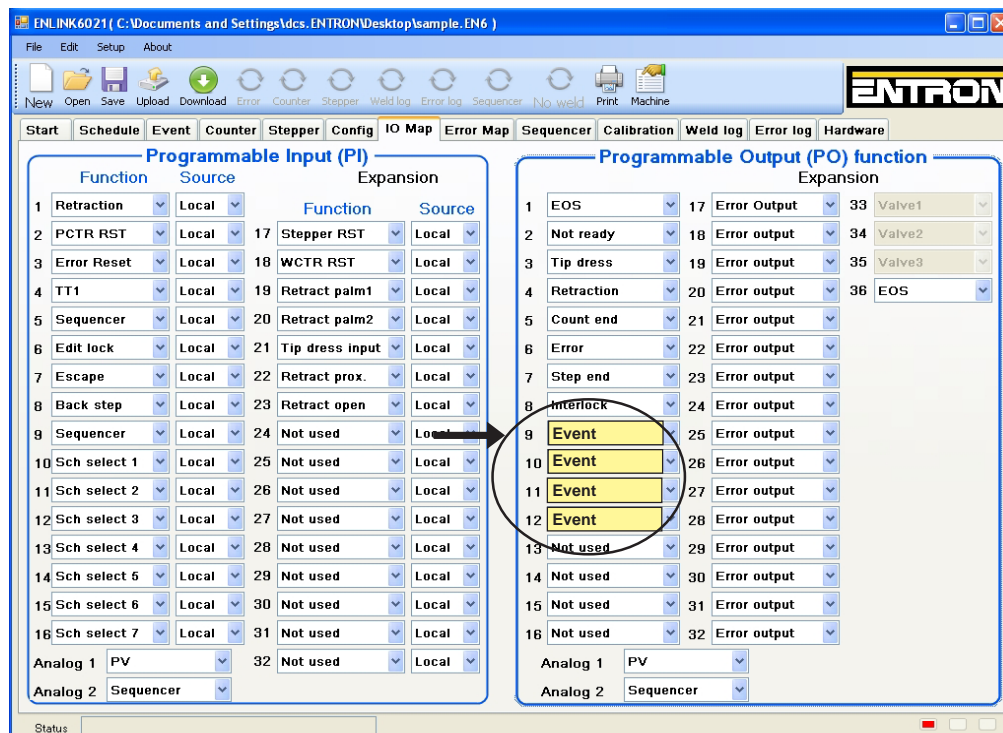 ENLINK6021( C:\Documents and Settings\dcs.ENTRON\Desktop\sample.EN6 )
File Edit Setup About
New Open Save Upload Download Error Counter Stepper Weld log Error log Sequencer No weld Print Machine
ENTRON
Start Schedule Event Counter Stepper Config IO Map Error Map Sequencer Calibration Weld log Error log Hardware
Programmable Input (PI)
Function Source Expansion
Function Source
1 Retraction Local
2 PCTR RST Local 17 Stepper RST Local
3 Error Reset Local 18 WCTR RST Local
4 TT1 Local 19 Retract palm1 Local
5 Sequencer Local 20 Retract palm2 Local
6 Edit lock Local 21 Tip dress input Local
7 Escape Local 22 Retract prox. Local
8 Back step Local 23 Retract open Local
9 Sequencer Local 24 Not used Local
10 Sch select 1 Local 25 Not used Local
11 Sch select 2 Local 26 Not used Local
12 Sch select 3 Local 27 Not used Local
13 Sch select 4 Local 28 Not used Local
14 Sch select 5 Local 29 Not used Local
15 Sch select 6 Local 30 Not used Local
16 Sch select 7 Local 31 Not used Local
Analog 1 PV 32 Not used Local
Analog 2 Sequencer
Programmable Output (PO) function
Expansion
1 EOS 17 Error Output 33 Valve1
2 Not ready 18 Error output 34 Valve2
3 Tip dress 19 Error output 35 Valve3
4 Retraction 20 Error output 36 EOS
5 Count end 21 Error output
6 Error 22 Error output
7 Step end 23 Error output
8 Interlock 24 Error output
9 Event 25 Error output
10 Event 26 Error output
11 Event 27 Error output
12 Event 28 Error output
13 Not used 29 Error output
14 Not used 30 Error output
15 Not used 31 Error output
16 Not used 32 Error output
Analog 1 PV
Analog 2 Sequencer
Status